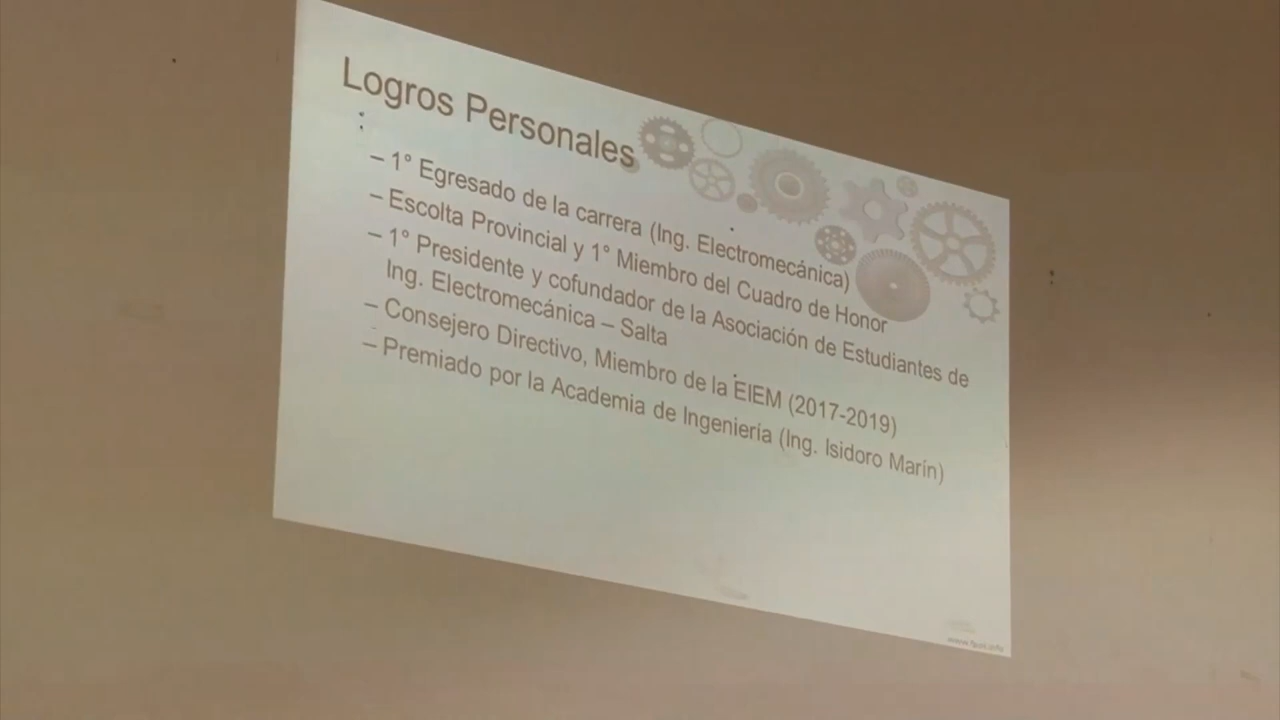 Logros Personales
– 1° Egresado de la carrera (Ing. Electromecánica)
– Escolta Provincial y 1° Miembro del Cuadro de Honor
– 1° Presidente y cofundador de la Asociación de Estudiantes de
Ing. Electromecánica – Salta
– Consejero Directivo, Miembro de la EIEM (2017-2019)
– Premiado por la Academia de Ingeniería (Ing. Isidoro Marín)